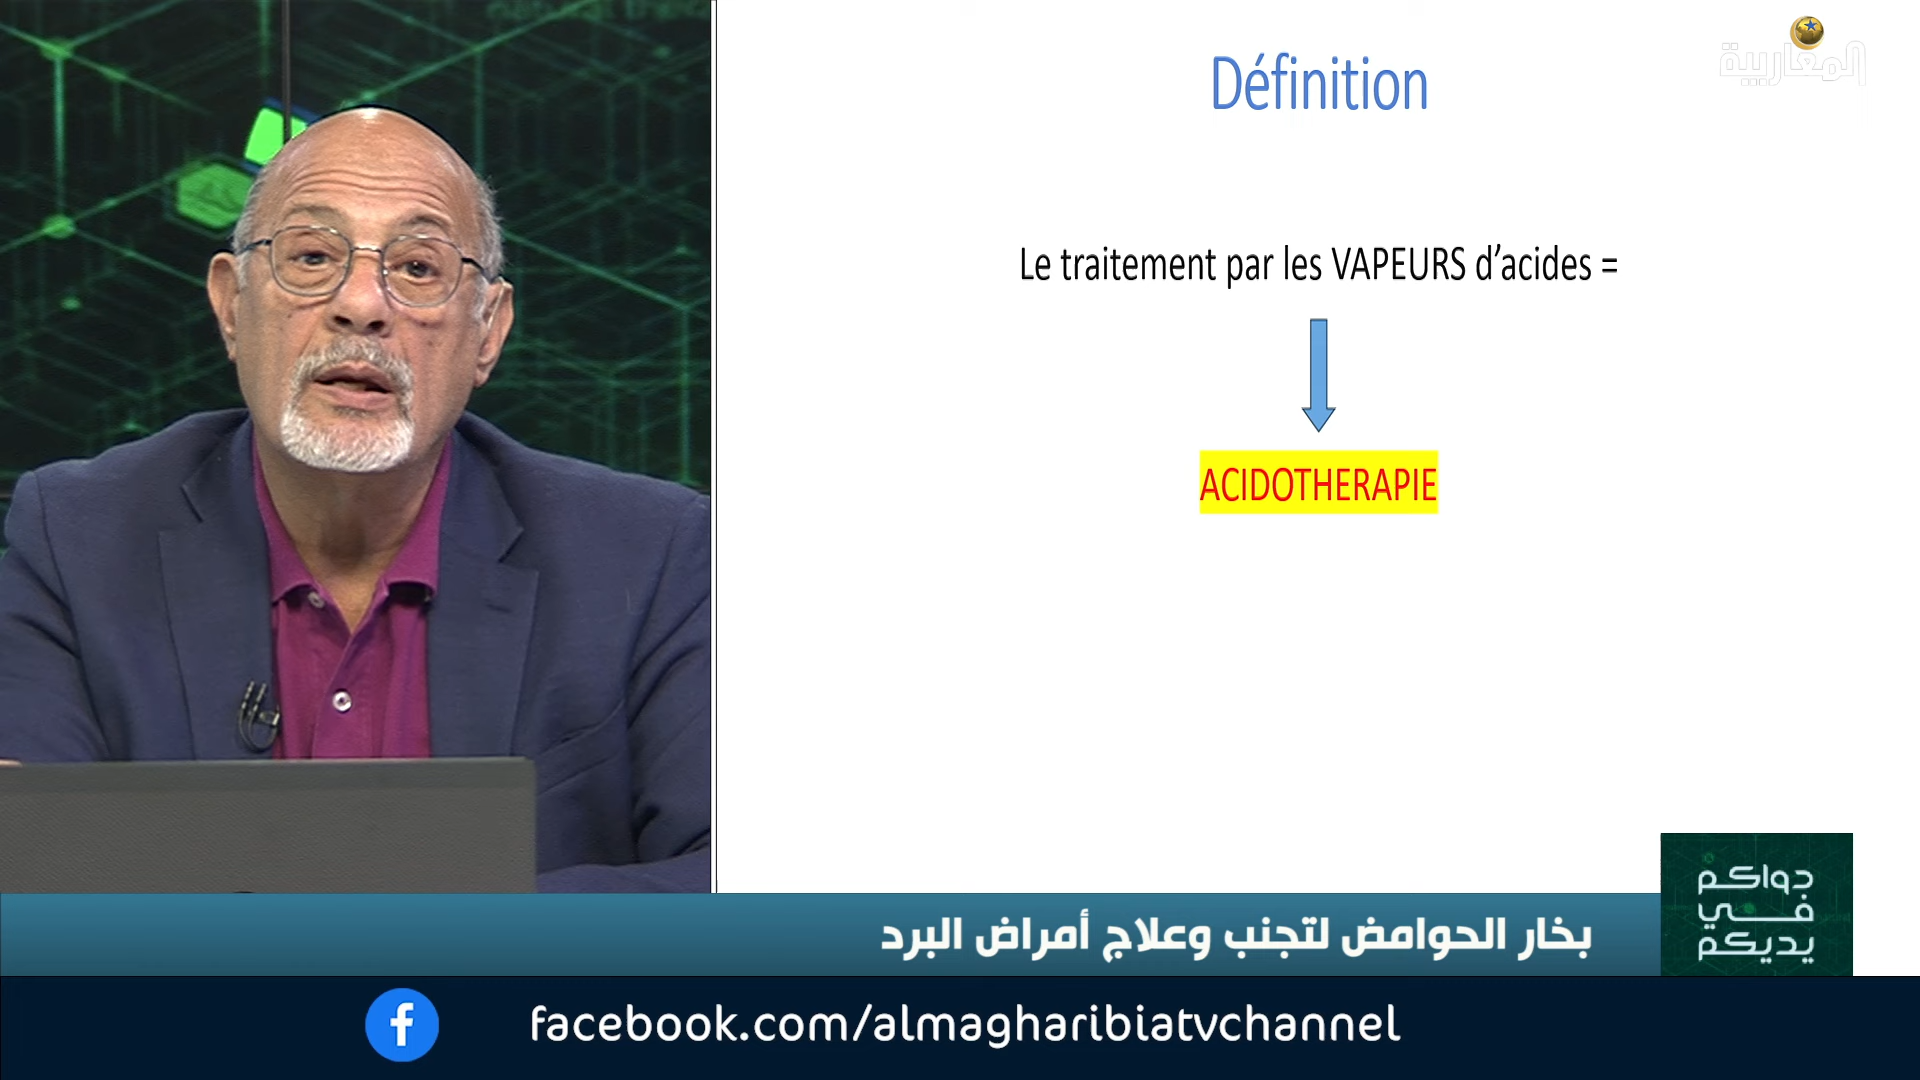 المغاربية
Définition
Le traitement par les VAPEURS d’acides =
ACIDOTHERAPIE
دواكم
في
يديكم
بخار الحوامض لتجنب وعلاج أمراض البرد
facebook.com/almagharibiatvchannel